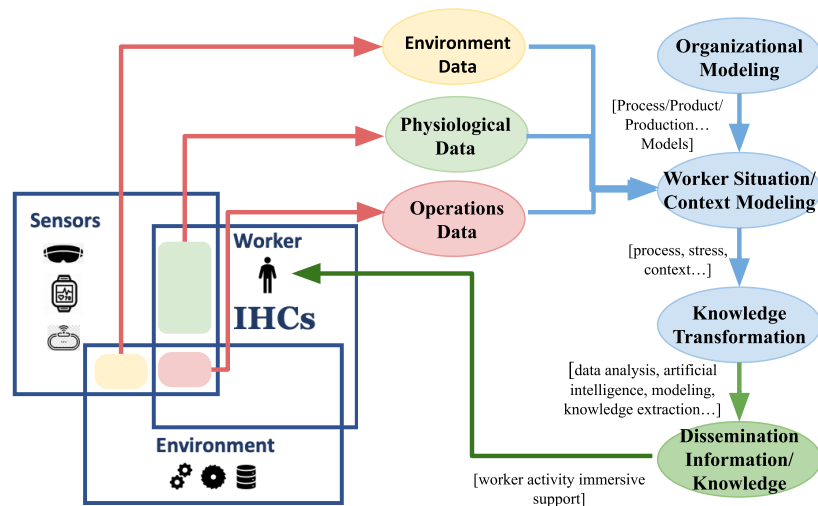 Environment
Data
Organizational
Modeling
[Process/Product/
Production…
Models]
Physiological
Data
Worker Situation/
Context Modeling
Operations
Data
Sensors
Worker
IHCs
[process, stress,
context…]
Knowledge
Transformation
[data analysis, artificial
intelligence, modeling,
knowledge extraction…]
Environment
Dissemination
Information/
Knowledge
[worker activity immersive
support]